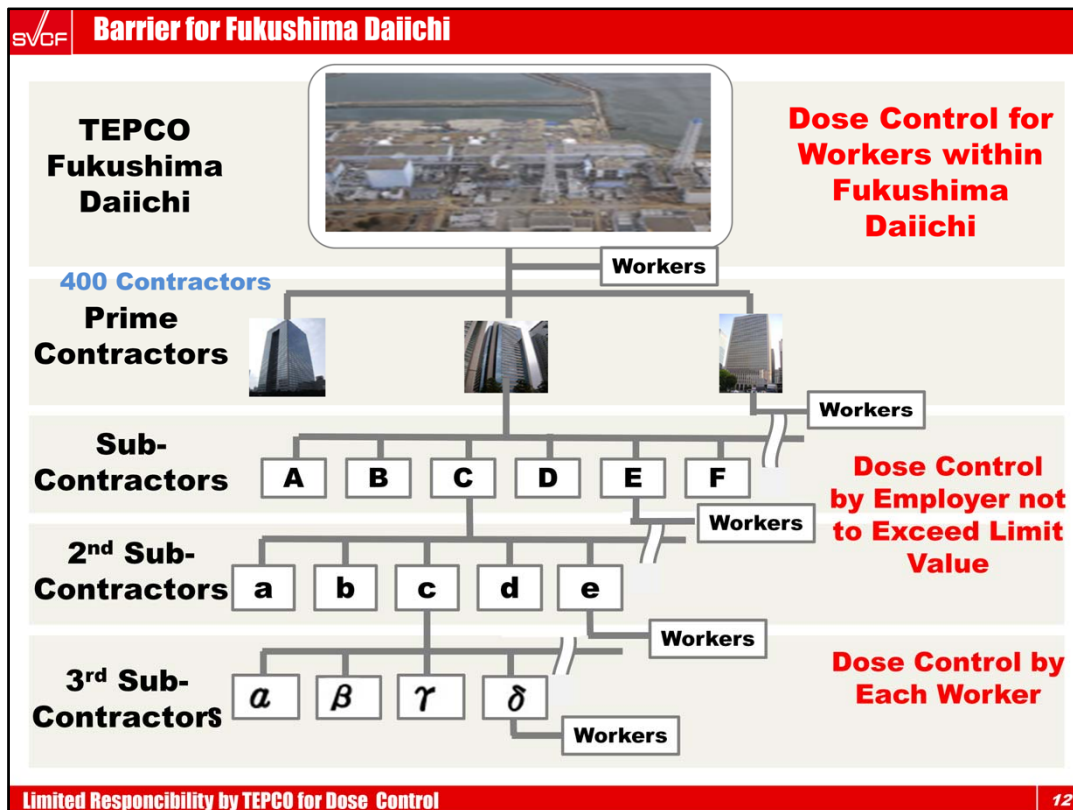 SVCF
Barrier for Fukushima Daiichi
TEPCO
Fukushima
Daiichi
Dose Control for
Workers within
Fukushima
Daiichi
Workers
400 Contractors
Prime
Contractors
Workers
Sub-
Contractors
A B C D E F
Dose Control
by Employer not
to Exceed Limit
Value
Workers
2nd Sub-
Contractors
a b c d e
Workers
3rd Sub-
Contractors
α β γ δ
Dose Control by
Each Worker
Workers
Limited Responcibility by TEPCO for Dose Control
12